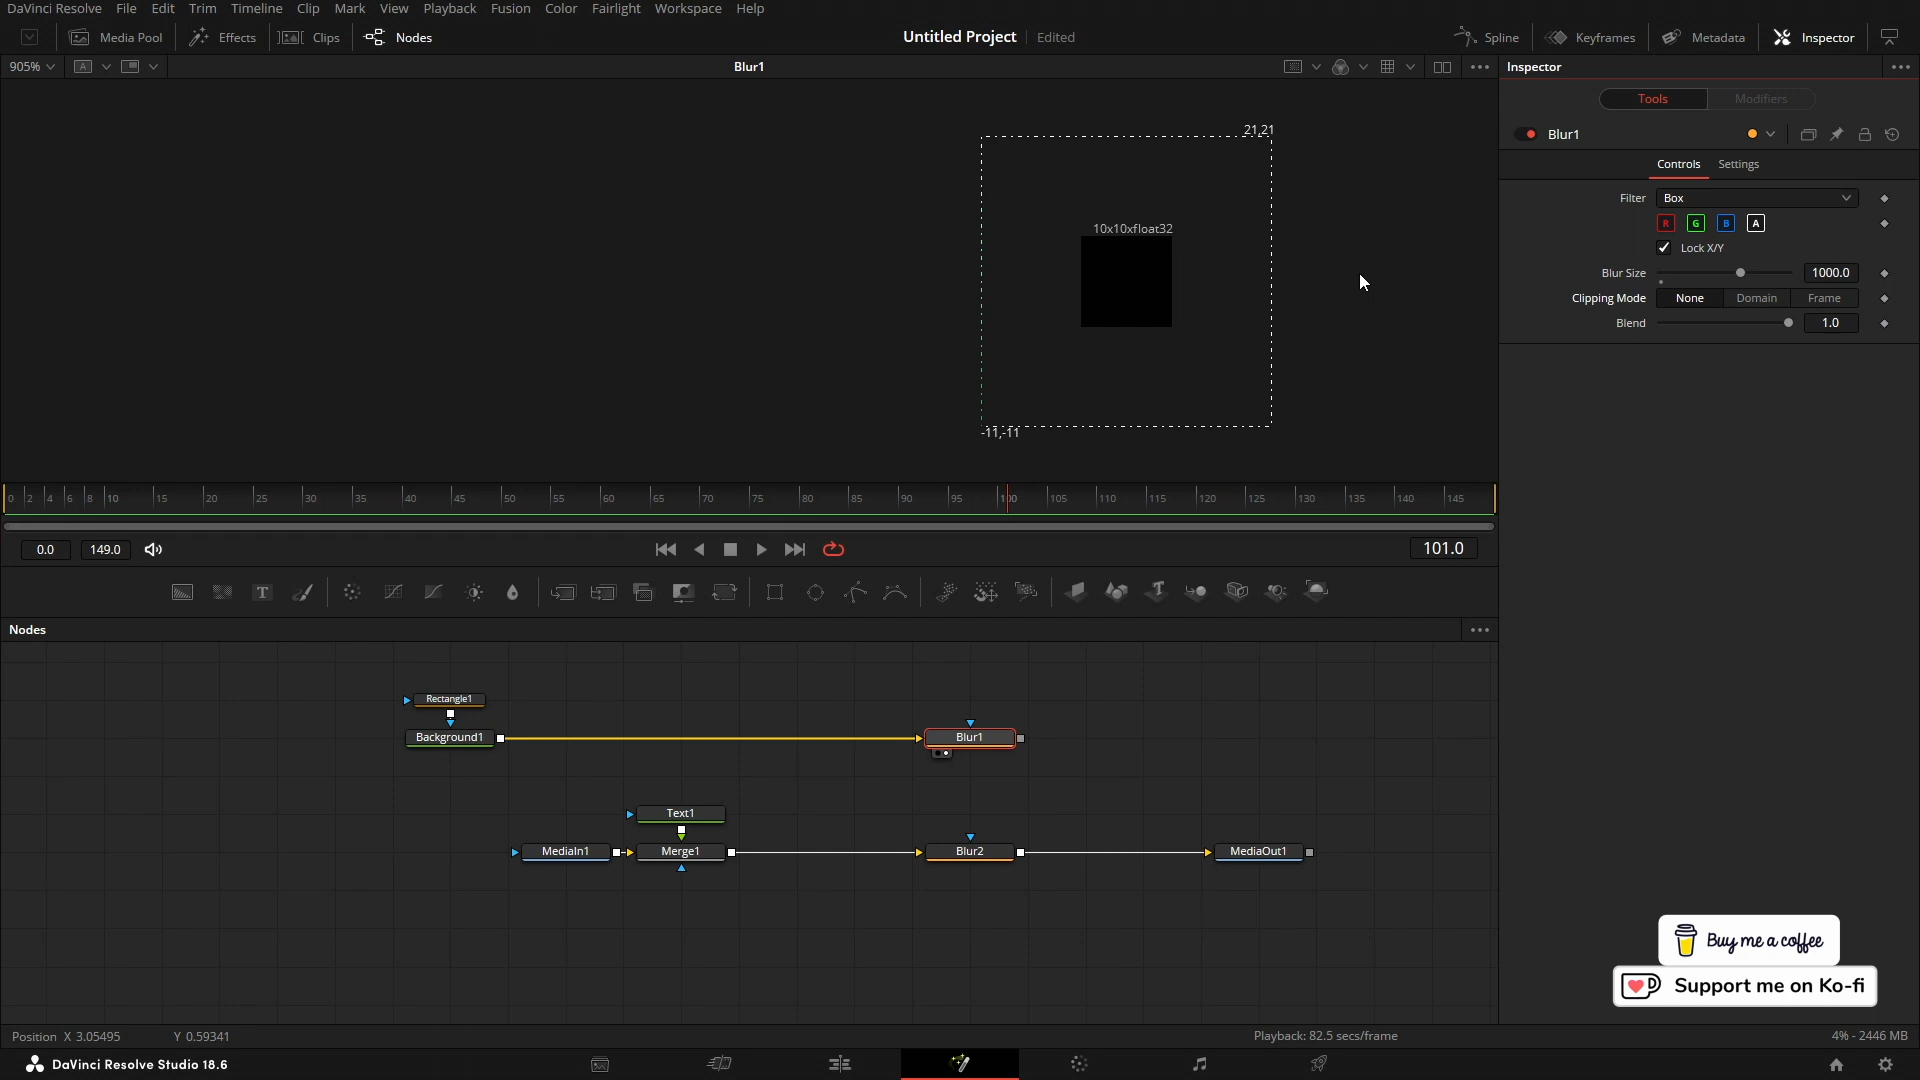 DaVinci Resolve File Edit Trim Timeline Clip Mark View Playback Fusion Color Fairlight Workspace Help
Media Pool Effects Clips Nodes Untitled Project Edited Spline Keyframes Metadata Inspector
905% A Blur1 Inspector
Tools Modifiers
Blur1
Controls Settings
Filter Box
R G B A
Lock X/Y
Blur Size 1000.0
Clipping Mode None Domain Frame
Blend 1.0
21,21
10x10xfloat32
-11,-11
0 2 4 6 8 10 15 20 25 30 35 40 45 50 55 60 65 70 75 80 85 90 95 100 105 110 115 120 125 130 135 140 145
0.0 149.0 101.0
T
Nodes
Rectangle1
Background1 Blur1
Text1
MediaIn1 Merge1 Blur2 MediaOut1
Buy me a coffee
Support me on Ko-fi
Position X 3.05495 Y 0.59341 Playback: 82.5 secs/frame 4% - 2446 MB
DaVinci Resolve Studio 18.6